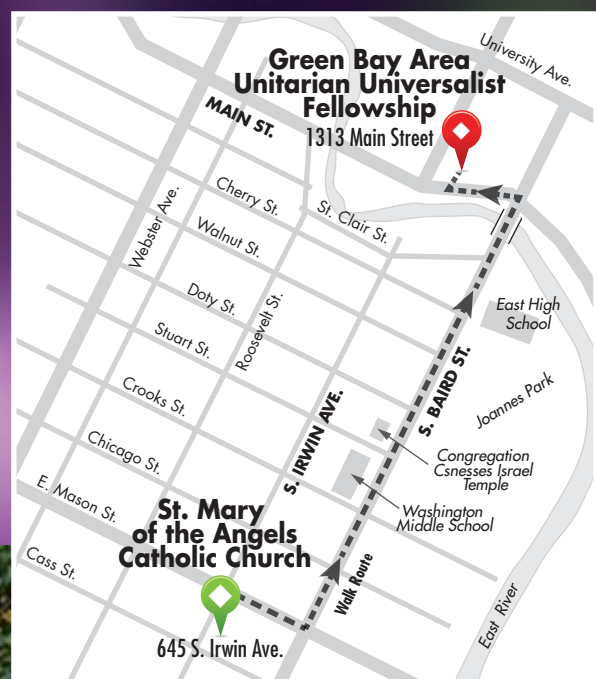 University Ave.
Green Bay Area
Unitarian Universalist
Fellowship
1313 Main Street
MAIN ST.
Webster Ave.
Cherry St.
St. Clair St.
Walnut St.
Doty St.
Roosevelt St.
Stuart St.
East High
School
Crooks St.
S. IRWIN AVE.
S. BAIRD ST.
Joannes Park
Chicago St.
Congregation
Csnesses Israel
Temple
E. Mason St.
Washington
Middle School
St. Mary
of the Angels
Catholic Church
Walk Route
Cass St.
East River
645 S. Irwin Ave.